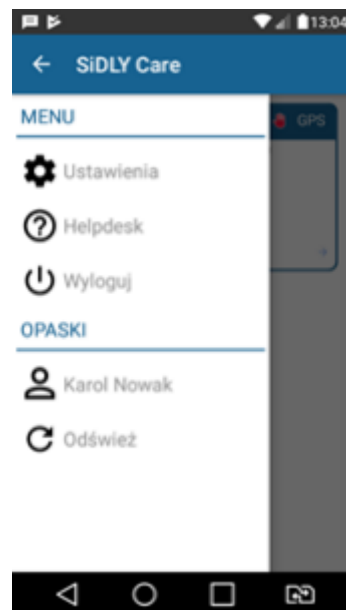 13:04
SiDLY Care
MENU
GPS
Ustawienia
Helpdesk
Wyloguj
OPASKI
Karol Nowak
Odśwież